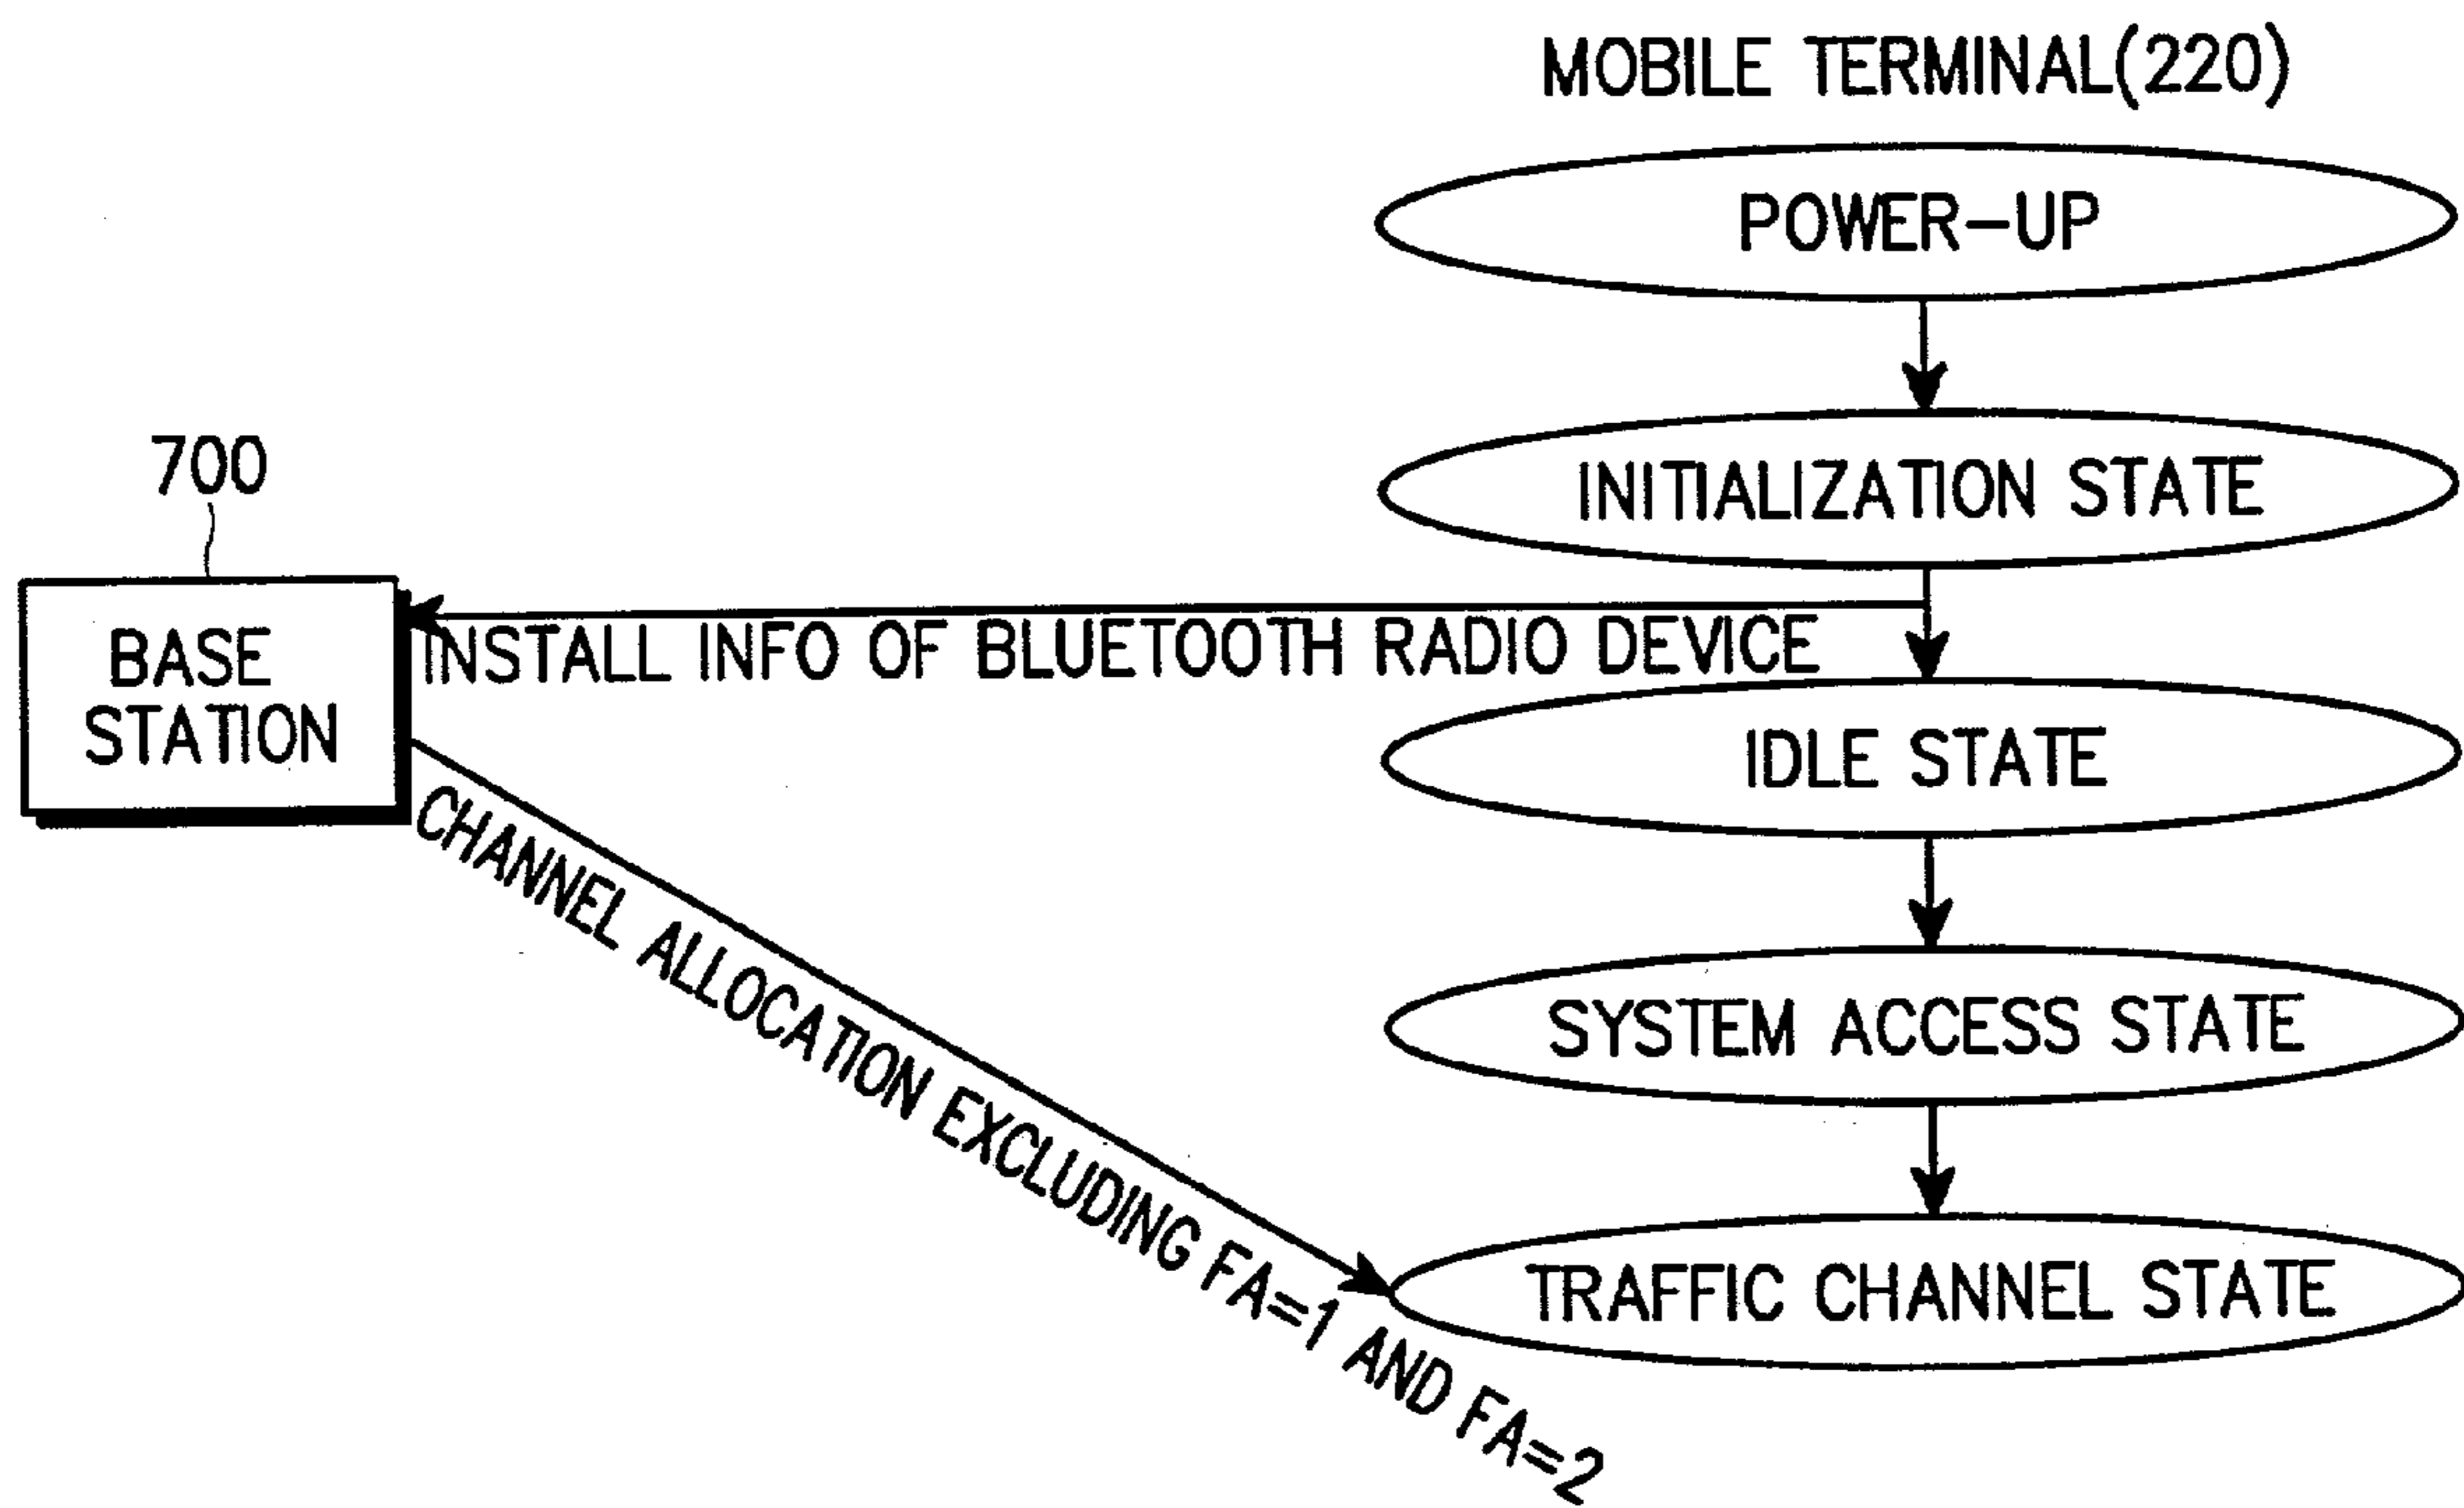 MOBILE TERMINAL(220)
POWER-UP
INITIALIZATION STATE
700
BASE
STATION
INSTALL INFO OF BLUETOOTH RADIO DEVICE
IDLE STATE
CHANNEL ALLOCATION EXCLUDING FA=1 AND FA=2
SYSTEM ACCESS STATE
TRAFFIC CHANNEL STATE